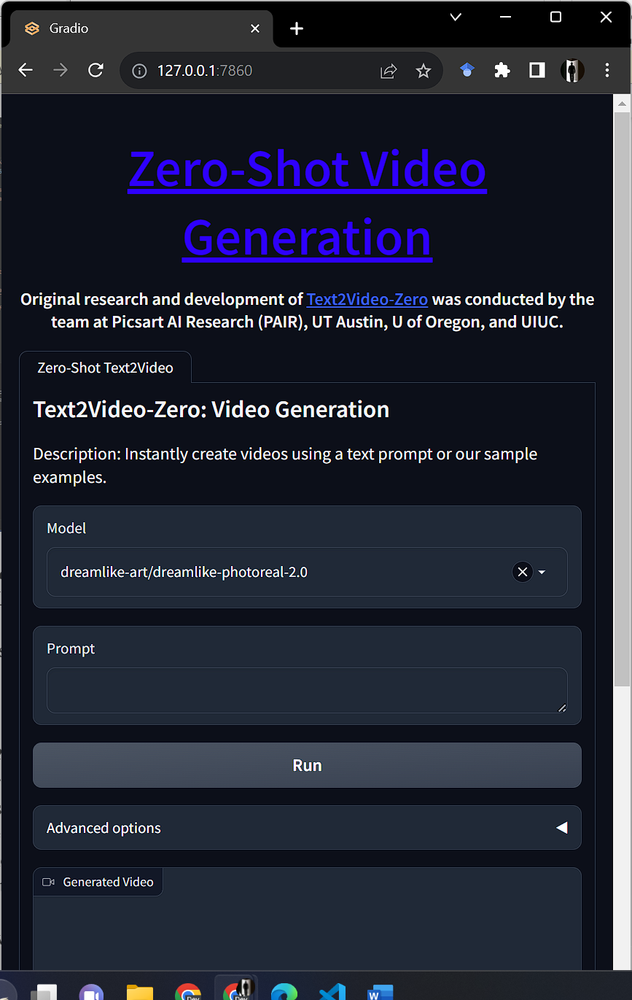 Gradio
127.0.0.1:7860
Zero-Shot Video
Generation
Original research and development of Text2Video-Zero was conducted by the
team at Picsart AI Research (PAIR), UT Austin, U of Oregon, and UIUC.
Zero-Shot Text2Video
Text2Video-Zero: Video Generation
Description: Instantly create videos using a text prompt or our sample
examples.
Model
dreamlike-art/dreamlike-photoreal-2.0
Prompt
Run
Advanced options
Generated Video
Dev
Dev
W